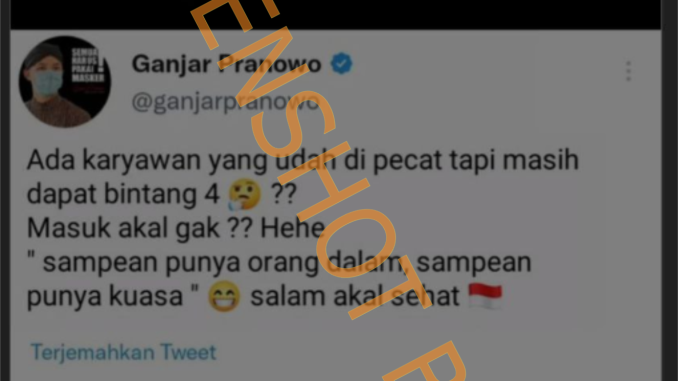 SEMUA
HARUS
PAKAI
MASKER
!
Ganjar Pranowo
@ganjarpranowo
Ada karyawan yang udah di pecat tapi masih
dapat bintang 4 🤔 ??
Masuk akal gak ?? Hehe
" sampean punya orang dalam, sampean
punya kuasa " 😁 salam akal sehat 🇮🇩
Terjemahkan Tweet
ENSHOT P